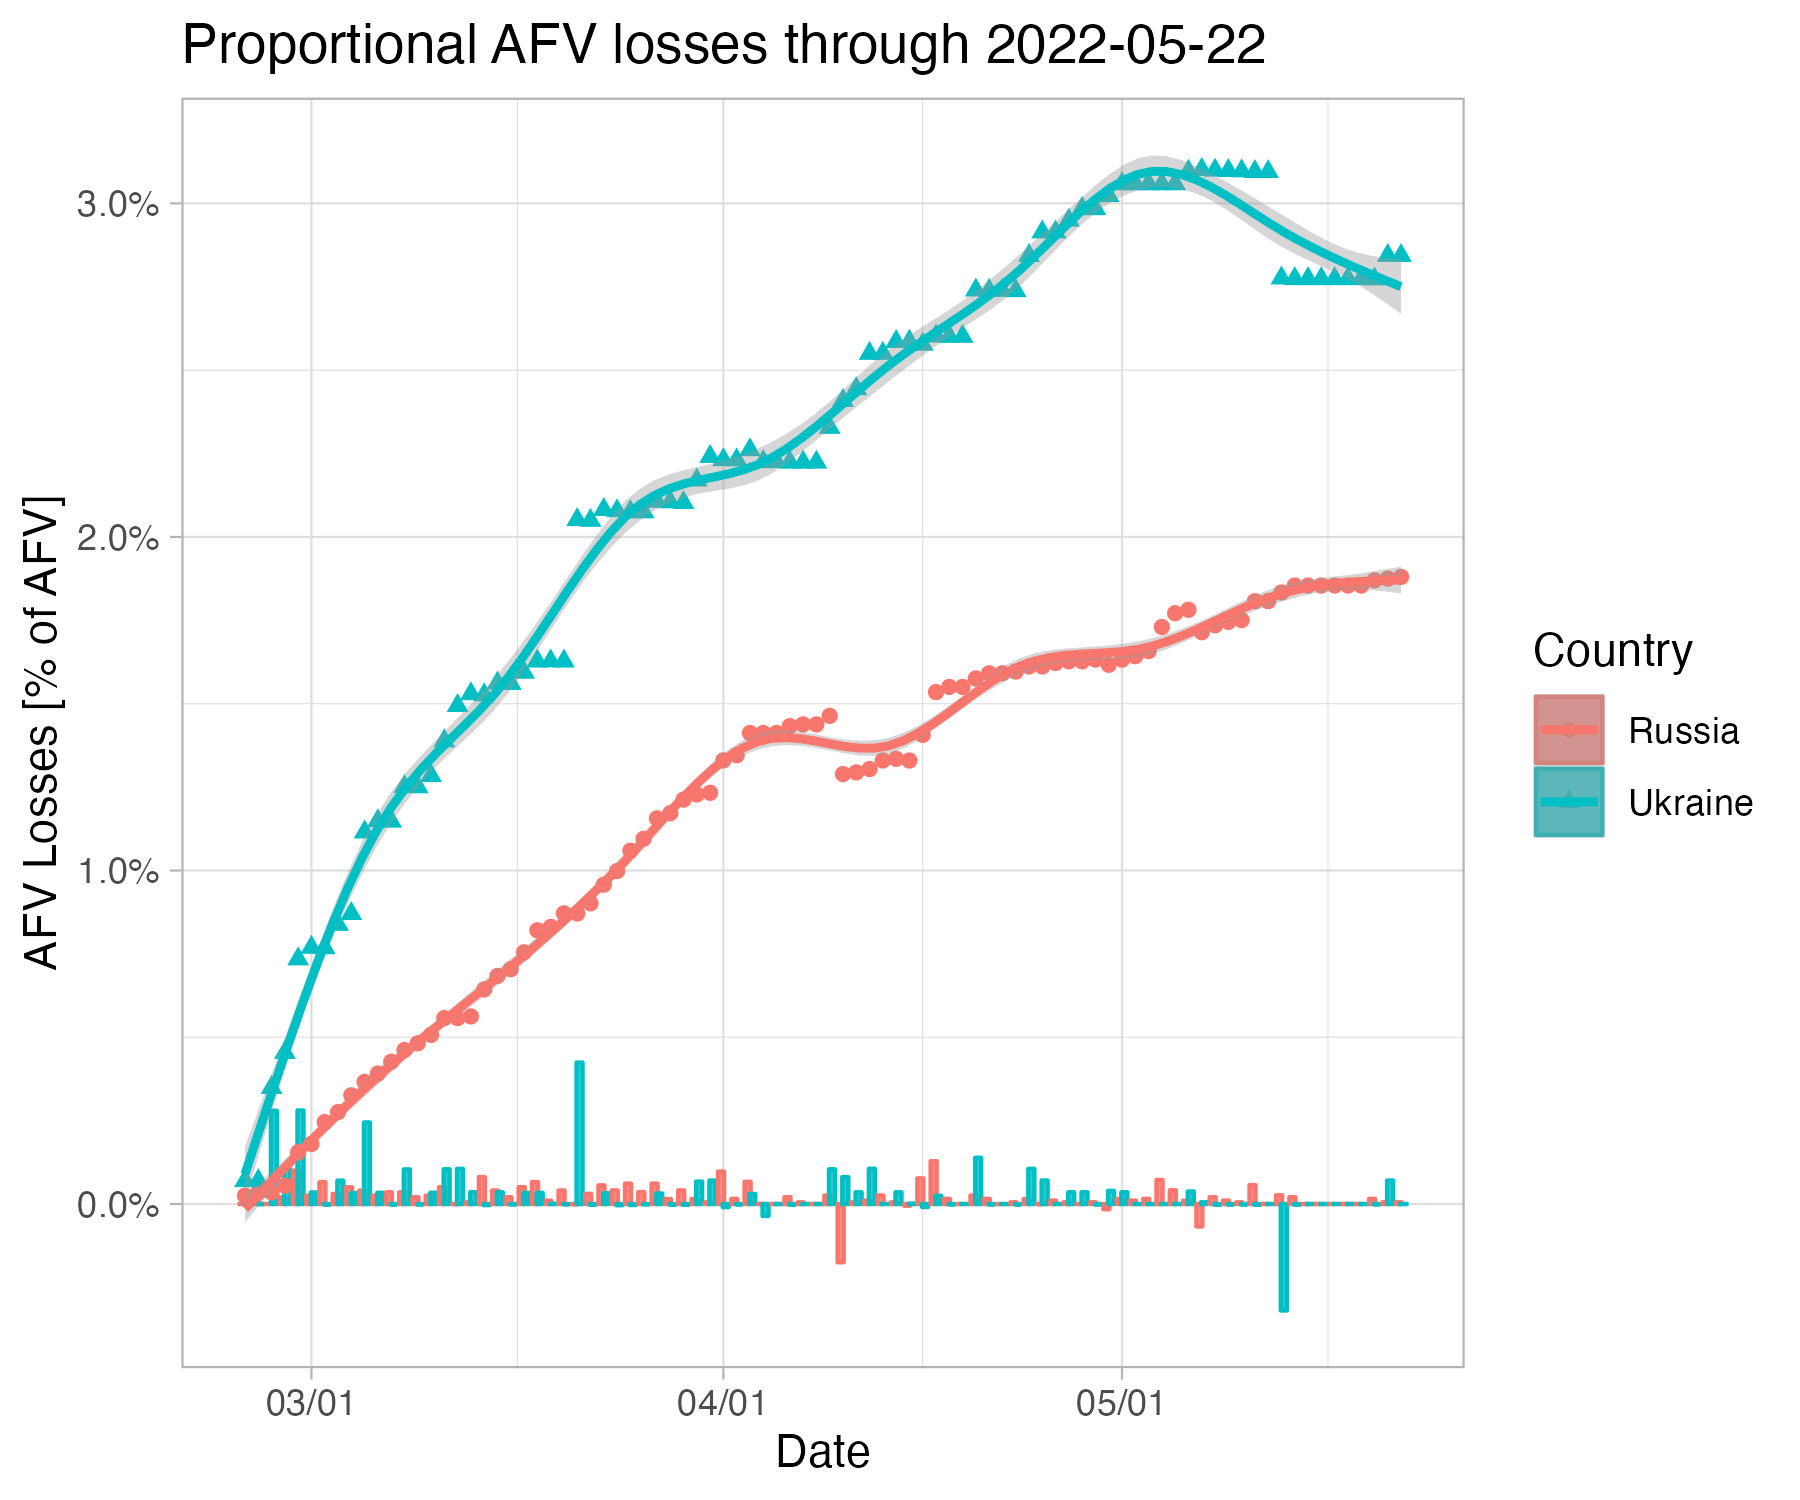 Proportional AFV losses through 2022-05-22
AFV Losses [% of AFV]
3.0%
2.0%
1.0%
0.0%
03/01
04/01
05/01
Date
Country
Russia
Ukraine